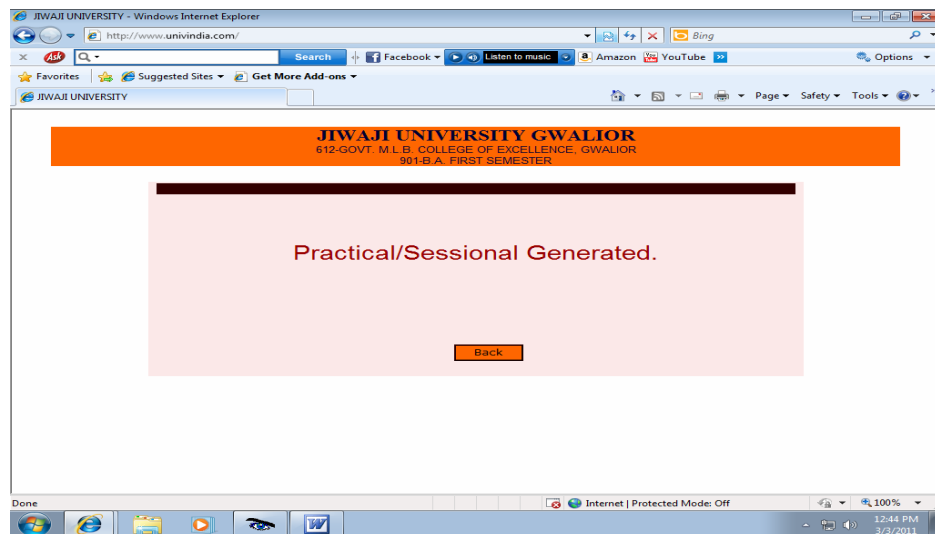 JIWAJI UNIVERSITY - Windows Internet Explorer
http://www.univindia.com/
Bing
Ask
Search
Facebook
Listen to music
Amazon
YouTube
Options
Favorites
Suggested Sites
Get More Add-ons
JIWAJI UNIVERSITY
Page
Safety
Tools
JIWAJI UNIVERSITY GWALIOR
612-GOVT. M.L.B. COLLEGE OF EXCELLENCE, GWALIOR
901-B.A. FIRST SEMESTER
Practical/Sessional Generated.
Back
Done
Internet | Protected Mode: Off
100%
12:44 PM
3/3/2011